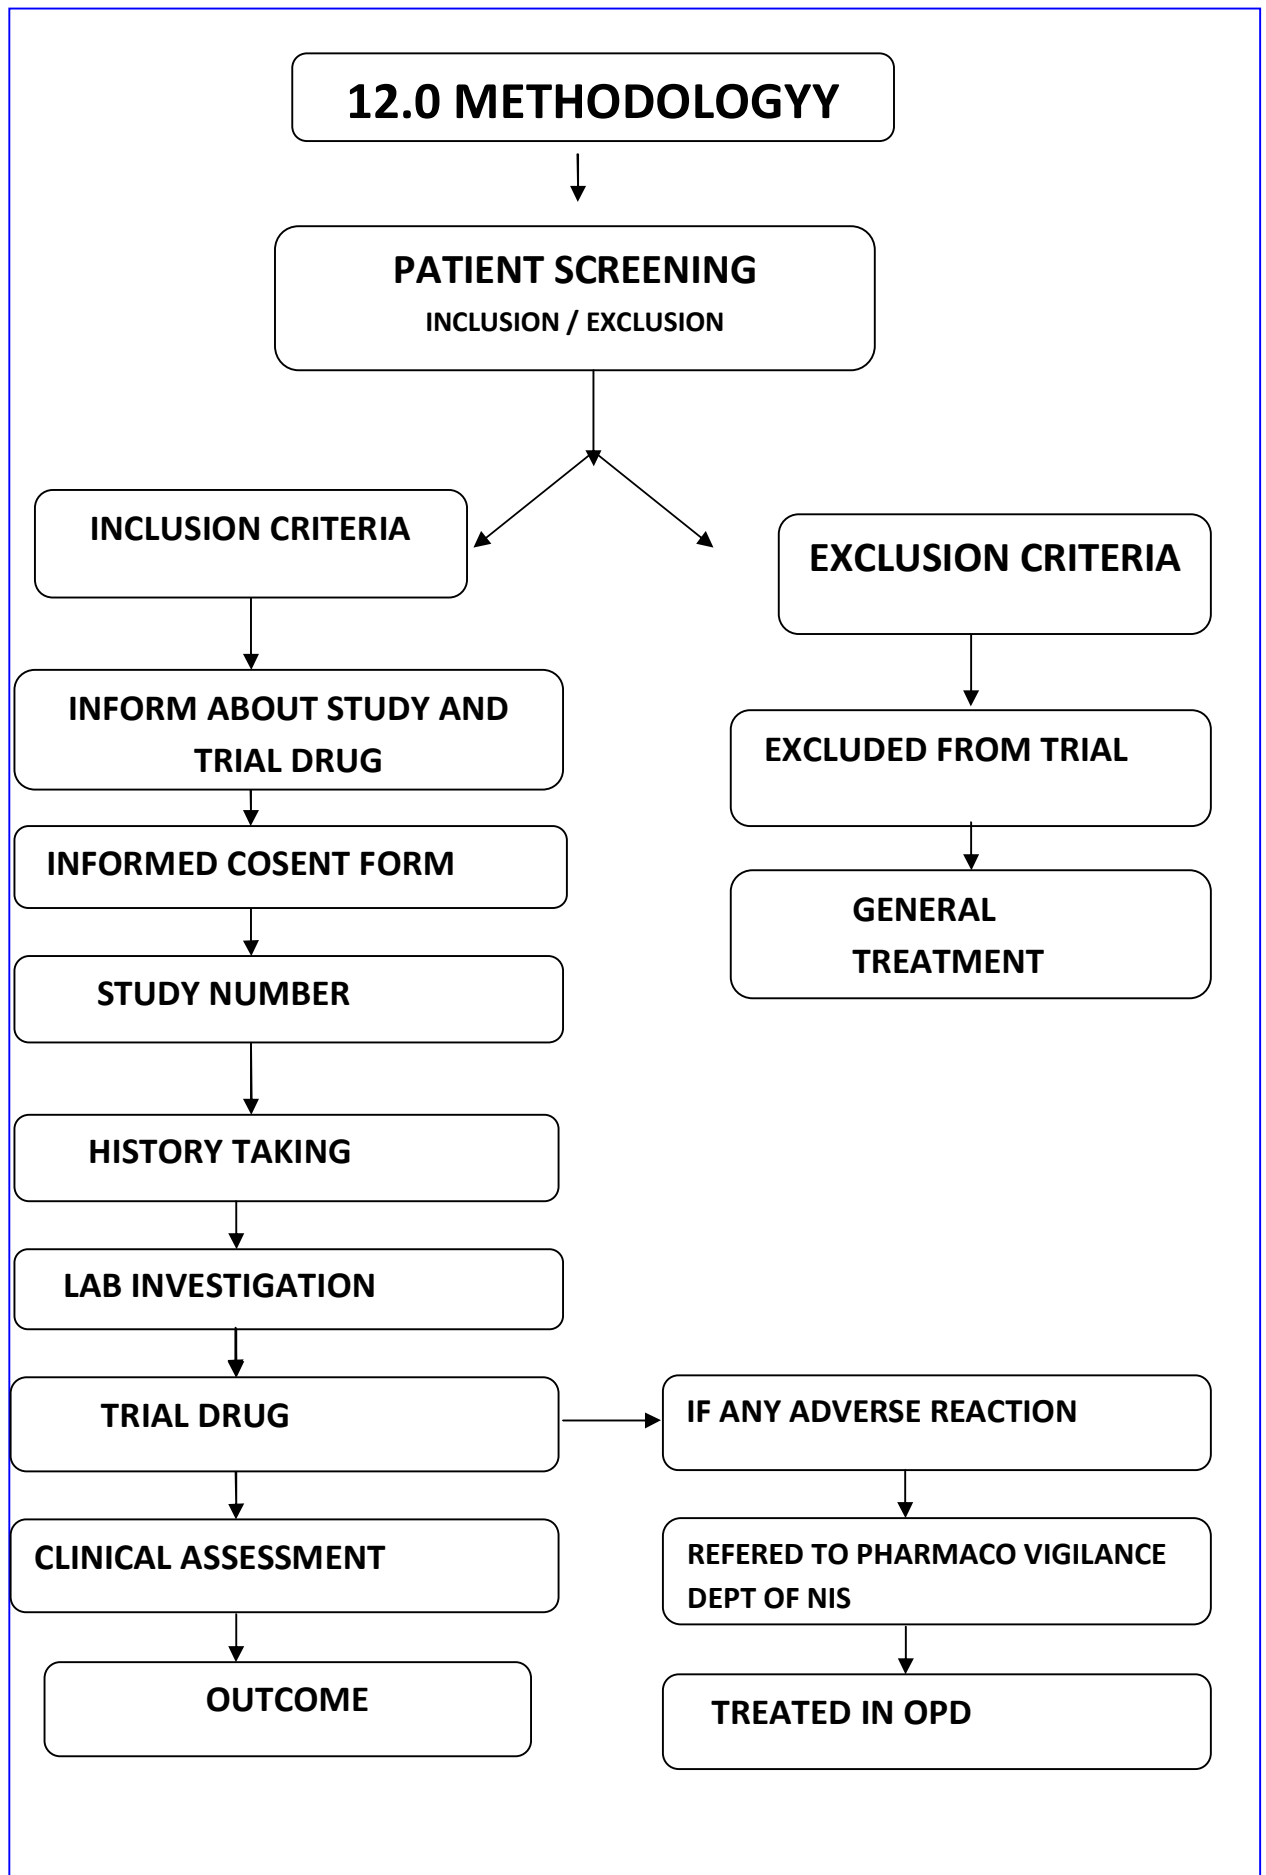 12.0 METHODOLOGYY
PATIENT SCREENING
INCLUSION / EXCLUSION
INCLUSION CRITERIA
EXCLUSION CRITERIA
INFORM ABOUT STUDY AND
TRIAL DRUG
EXCLUDED FROM TRIAL
INFORMED COSENT FORM
GENERAL
TREATMENT
STUDY NUMBER
HISTORY TAKING
LAB INVESTIGATION
TRIAL DRUG
IF ANY ADVERSE REACTION
CLINICAL ASSESSMENT
REFERED TO PHARMACO VIGILANCE
DEPT OF NIS
OUTCOME
TREATED IN OPD